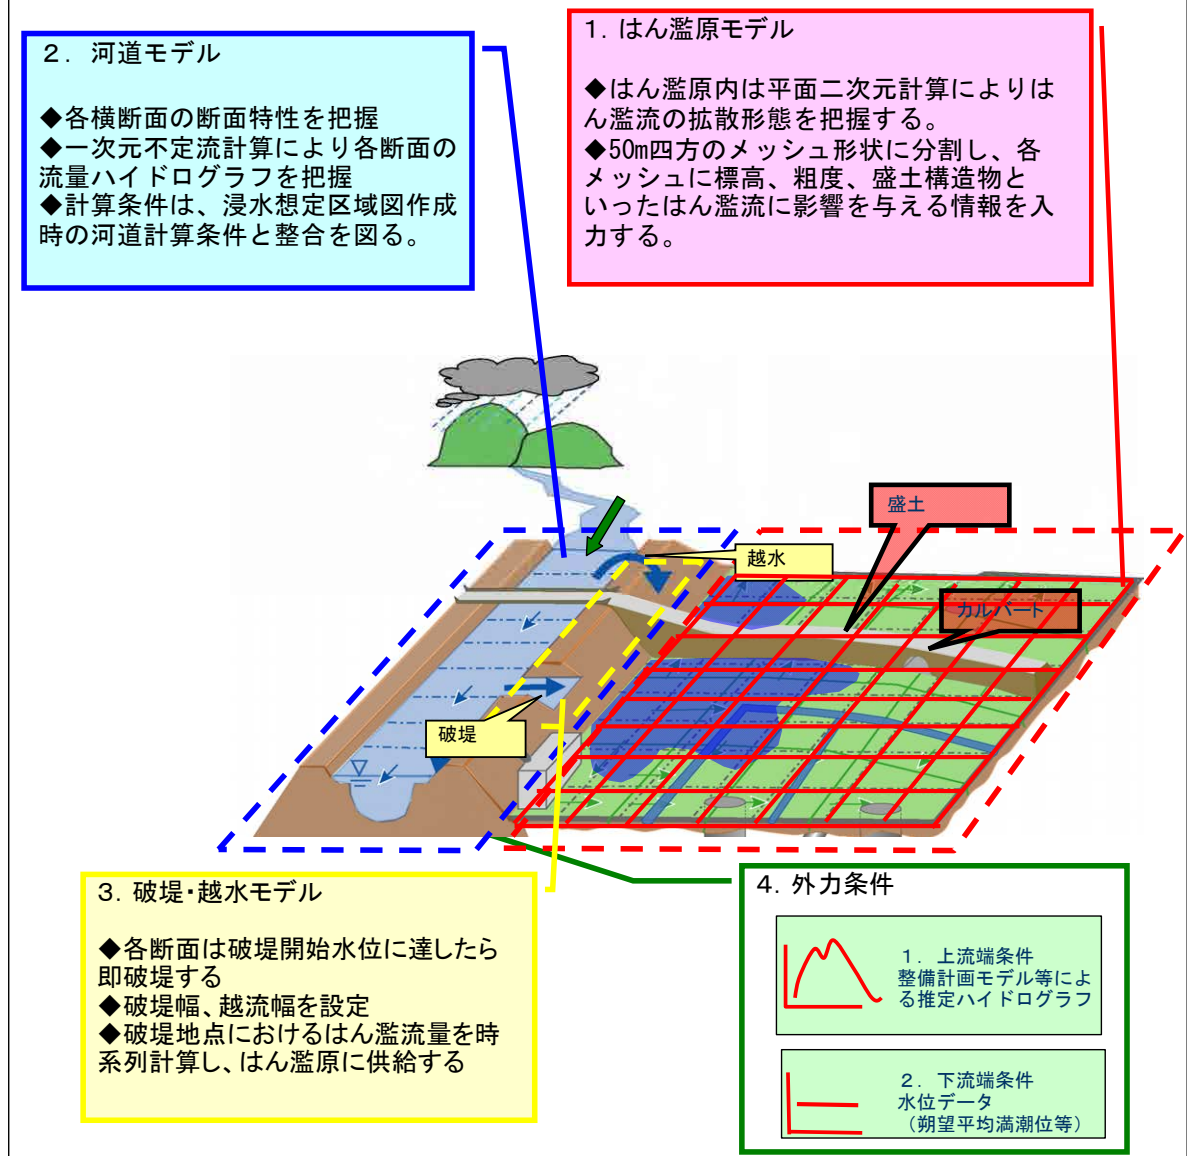 ２．河道モデル
◆各横断面の断面特性を把握
◆一次元不定流計算により各断面の
流量ハイドログラフを把握
◆計算条件は、浸水想定区域図作成
時の河道計算条件と整合を図る。
1．はん濫原モデル
◆はん濫原内は平面二次元計算によりは
ん濫流の拡散形態を把握する。
◆50m四方のメッシュ形状に分割し、各
メッシュに標高、粗度、盛土構造物と
いったはん濫流に影響を与える情報を入
力する。
盛土
越水
カルバート
破堤
3．破堤・越水モデル
◆各断面は破堤開始水位に達したら
即破堤する
◆破堤幅、越流幅を設定
◆破堤地点におけるはん濫流量を時
系列計算し、はん濫原に供給する
4．外力条件
１．上流端条件
整備計画モデル等によ
る推定ハイドログラフ
２．下流端条件
水位データ
（朔望平均満潮位等）